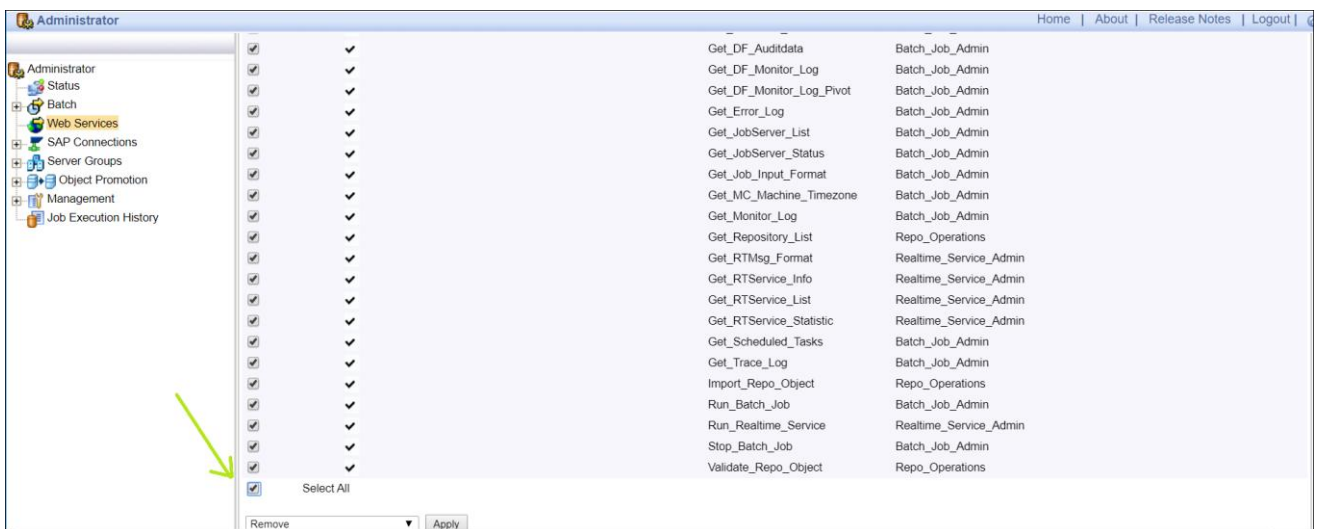 Administrator
Home | About | Release Notes | Logout |
Administrator
Status
Batch
Web Services
SAP Connections
Server Groups
Object Promotion
Management
Job Execution History
Get_DF_Auditdata Batch_Job_Admin
Get_DF_Monitor_Log Batch_Job_Admin
Get_DF_Monitor_Log_Pivot Batch_Job_Admin
Get_Error_Log Batch_Job_Admin
Get_JobServer_List Batch_Job_Admin
Get_JobServer_Status Batch_Job_Admin
Get_Job_Input_Format Batch_Job_Admin
Get_MC_Machine_Timezone Batch_Job_Admin
Get_Monitor_Log Batch_Job_Admin
Get_Repository_List Repo_Operations
Get_RTMsg_Format Realtime_Service_Admin
Get_RTService_Info Realtime_Service_Admin
Get_RTService_List Realtime_Service_Admin
Get_RTService_Statistic Realtime_Service_Admin
Get_Scheduled_Tasks Batch_Job_Admin
Get_Trace_Log Batch_Job_Admin
Import_Repo_Object Repo_Operations
Run_Batch_Job Batch_Job_Admin
Run_Realtime_Service Realtime_Service_Admin
Stop_Batch_Job Batch_Job_Admin
Validate_Repo_Object Repo_Operations
Select All
Remove Apply